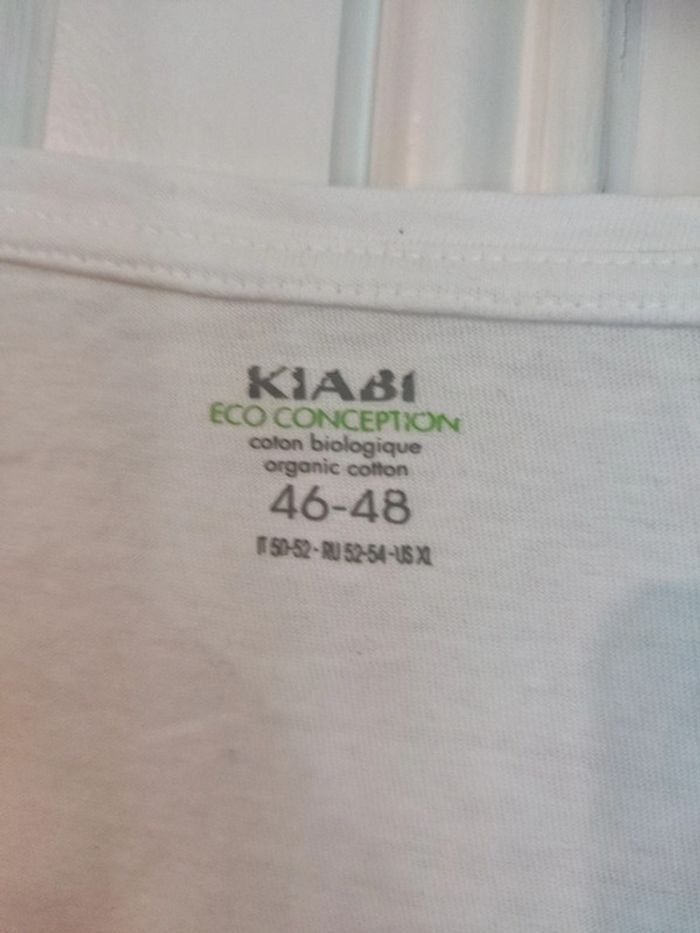 KIABI
ECO CONCEPTION
coton biologique
organic cotton
46-48
IT 50-52 - RU 52-54 - US XL